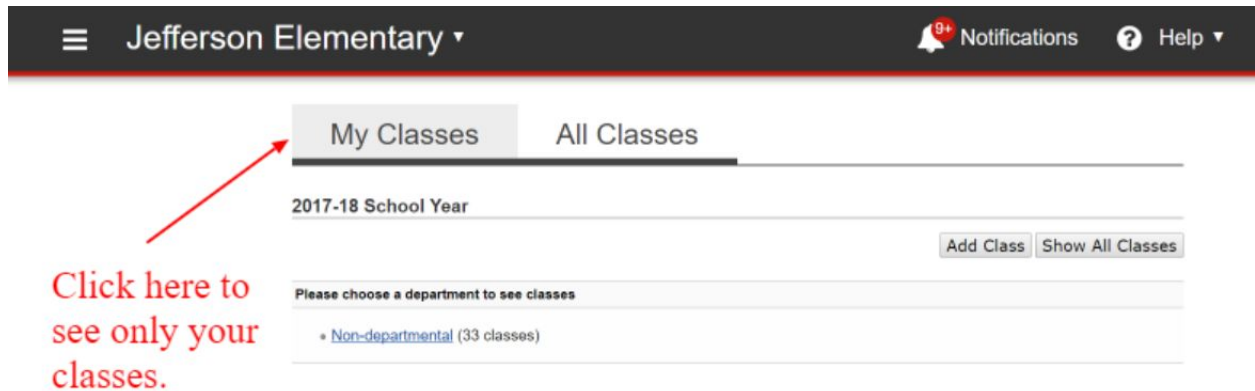 Jefferson Elementary
9+ Notifications
Help
My Classes
All Classes
2017-18 School Year
Add Class
Show All Classes
Click here to
see only your
classes.
Please choose a department to see classes
Non-departmental (33 classes)